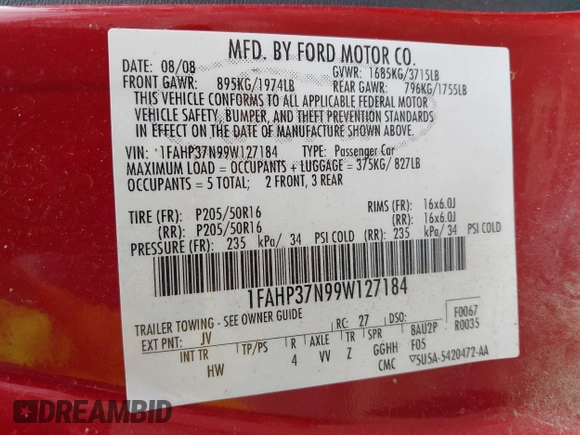 MFD. BY FORD MOTOR CO.
DATE: 08/08 GVWR: 1685KG/3715LB
FRONT GAWR: 895KG/1974LB REAR GAWR: 796KG/1755LB
THIS VEHICLE CONFORMS TO ALL APPLICABLE FEDERAL MOTOR
VEHICLE SAFETY, BUMPER, AND THEFT PREVENTION STANDARDS
IN EFFECT ON THE DATE OF MANUFACTURE SHOWN ABOVE.
VIN: 1FAHP37N99W127184 TYPE: Passenger Car
MAXIMUM LOAD = OCCUPANTS + LUGGAGE = 375KG/ 827LB
OCCUPANTS = 5 TOTAL; 2 FRONT, 3 REAR
TIRE (FR): P205/50R16 RIMS (FR): 16x6.0J
(RR): P205/50R16 (RR): 16x6.0J
PRESSURE (FR): 235 kPa/ 34 PSI COLD (RR): 235 kPa/ 34 PSI COLD
1FAHP37N99W127184
TRAILER TOWING - SEE OWNER GUIDE RC: 27 DSO: F0067
EXT PNT: JV R0035
INT TR TP/PS R AXLE TR SPR 8AU2P
HW 4 VV Z GGHH F05
CMC 5U5A-5420472-AA
DREAMBID